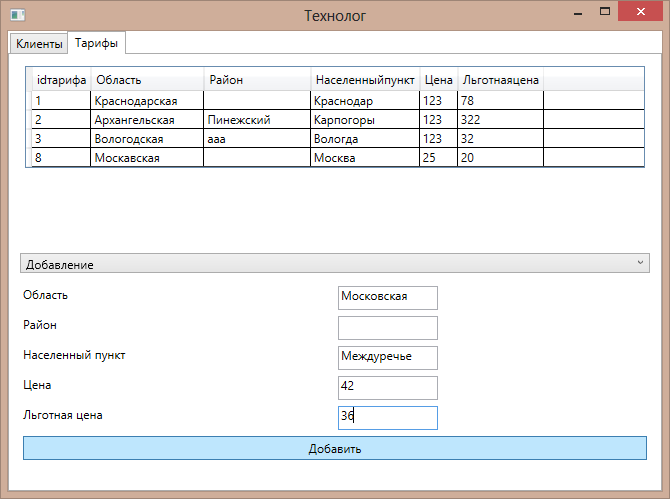 Технолог
Клиенты Тарифы
idтарифа Область Район Населенныйпункт Цена Льготнаяцена
1 Краснодарская Краснодар 123 78
2 Архангельская Пинежский Карпогоры 123 322
3 Вологодская ааа Вологда 123 32
8 Москавская Москва 25 20
Добавление
Область Московская
Район
Населенный пункт Междуречье
Цена 42
Льготная цена 36
Добавить